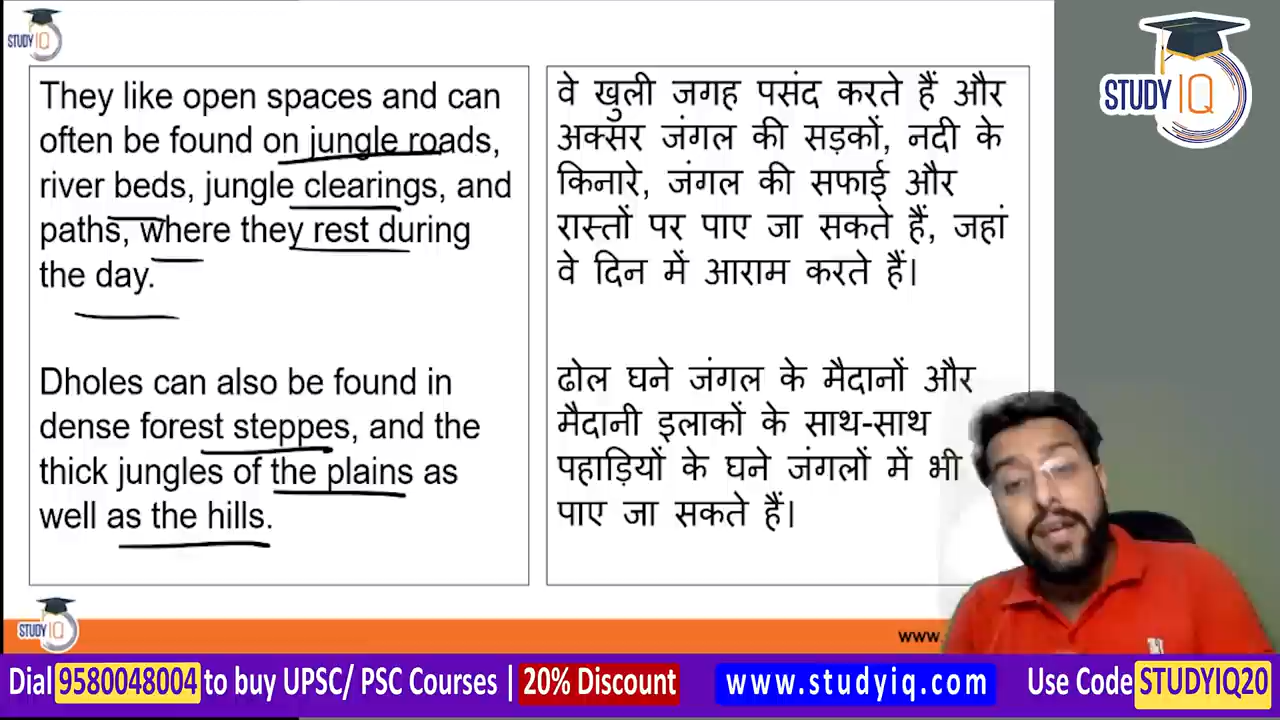 STUDY IQ
They like open spaces and can
often be found on jungle roads,
river beds, jungle clearings, and
paths, where they rest during
the day.
Dholes can also be found in
dense forest steppes, and the
thick jungles of the plains as
well as the hills.
वे खुली जगह पसंद करते हैं और
अक्सर जंगल की सड़कों, नदी के
किनारे, जंगल की सफाई और
रास्तों पर पाए जा सकते हैं, जहां
वे दिन में आराम करते हैं।
ढोल घने जंगल के मैदानों और
मैदानी इलाकों के साथ-साथ
पहाड़ियों के घने जंगलों में भी
पाए जा सकते हैं।
STUDY IQ
STUDY IQ
www.
Dial 9580048004 to buy UPSC/ PSC Courses | 20% Discount
www.studyiq.com
Use Code STUDYIQ20